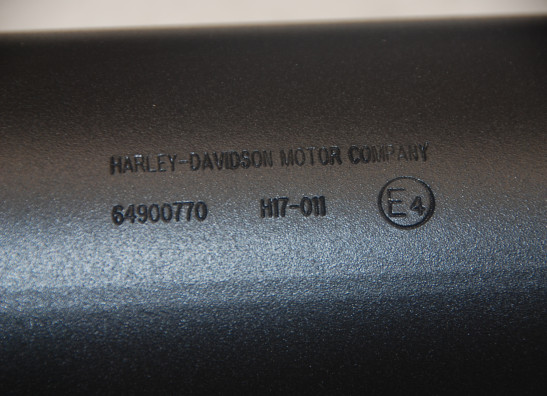 HARLEY-DAVIDSON MOTOR COMPANY
64900770 H17-011 E4